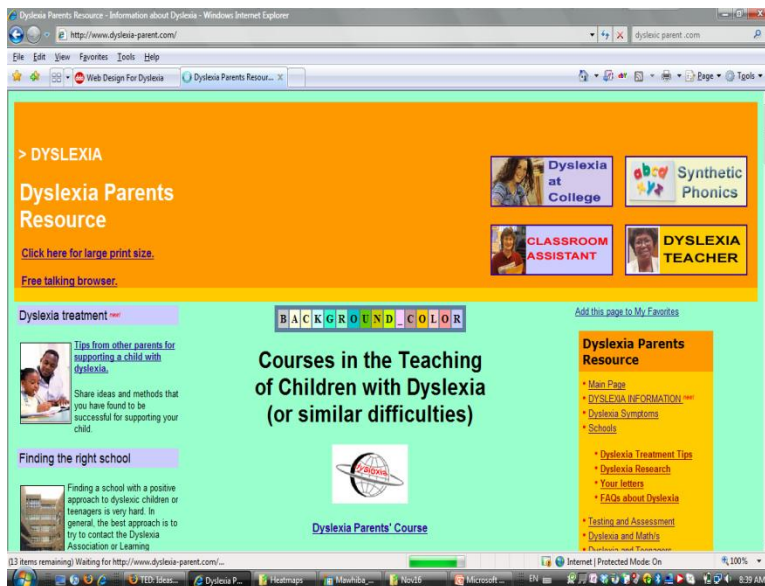 Dyslexia Parents Resource - Information about Dyslexia - Windows Internet Explorer
http://www.dyslexia-parent.com/
dyslexic parent .com
File Edit View Favorites Tools Help
Web Design For Dyslexia
Dyslexia Parents Resour...
Page Tools
> DYSLEXIA
Dyslexia Parents
Resource
Click here for large print size.
Free talking browser.
Dyslexia
at
College
abcd
xyz
Synthetic
Phonics
CLASSROOM
ASSISTANT
DYSLEXIA
TEACHER
Dyslexia treatment new!
Tips from other parents for
supporting a child with
dyslexia.
Share ideas and methods that
you have found to be
successful for supporting your
child.
Finding the right school
Finding a school with a positive
approach to dyslexic children or
teenagers is very hard. In
general, the best approach is to
try to contact the Dyslexia
Association or Learning
BACKGROUND_COLOR
Courses in the Teaching
of Children with Dyslexia
(or similar difficulties)
dyslexia
Dyslexia Parents' Course
Add this page to My Favorites
Dyslexia Parents
Resource
* Main Page
* DYSLEXIA INFORMATION new!
* Dyslexia Symptoms
* Schools
* Dyslexia Treatment Tips
* Dyslexia Research
* Your letters
* FAQs about Dyslexia
* Testing and Assessment
* Dyslexia and Math/s
* Dyslexia and Teenagers
(13 items remaining) Waiting for http://www.dyslexia-parent.com/...
Internet | Protected Mode: On
100%
TED: Ideas...
Dyslexia P...
Heatmaps
Mawhiba_...
Nov16
Microsoft ...
EN
8:39 AM